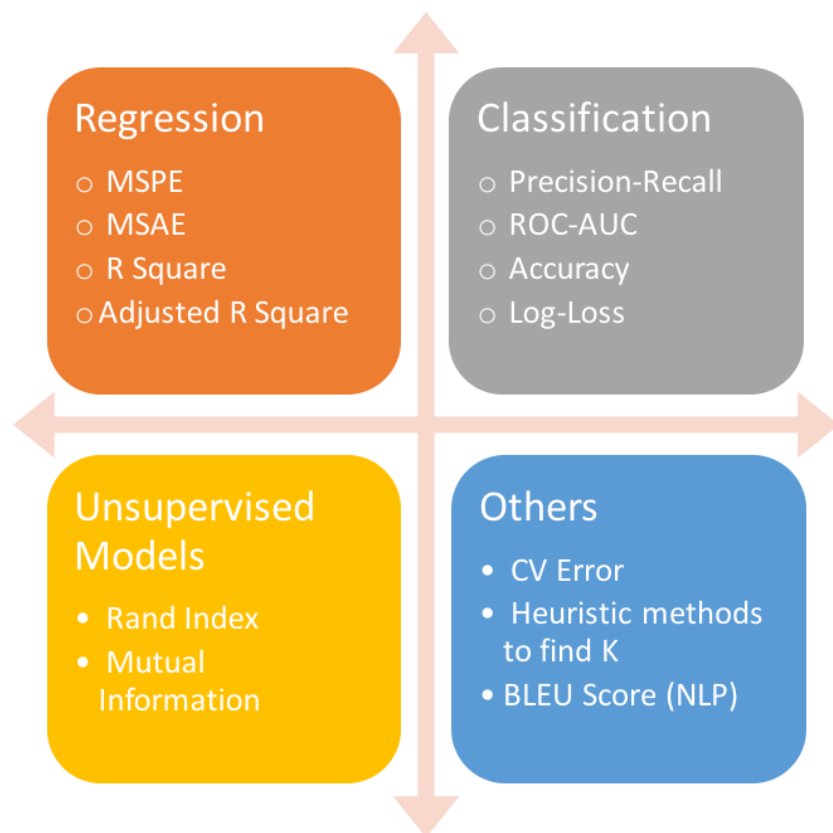 Regression
○ MSPE
○ MSAE
○ R Square
○ Adjusted R Square
Classification
○ Precision-Recall
○ ROC-AUC
○ Accuracy
○ Log-Loss
Unsupervised
Models
• Rand Index
• Mutual
Information
Others
• CV Error
• Heuristic methods
to find K
• BLEU Score (NLP)